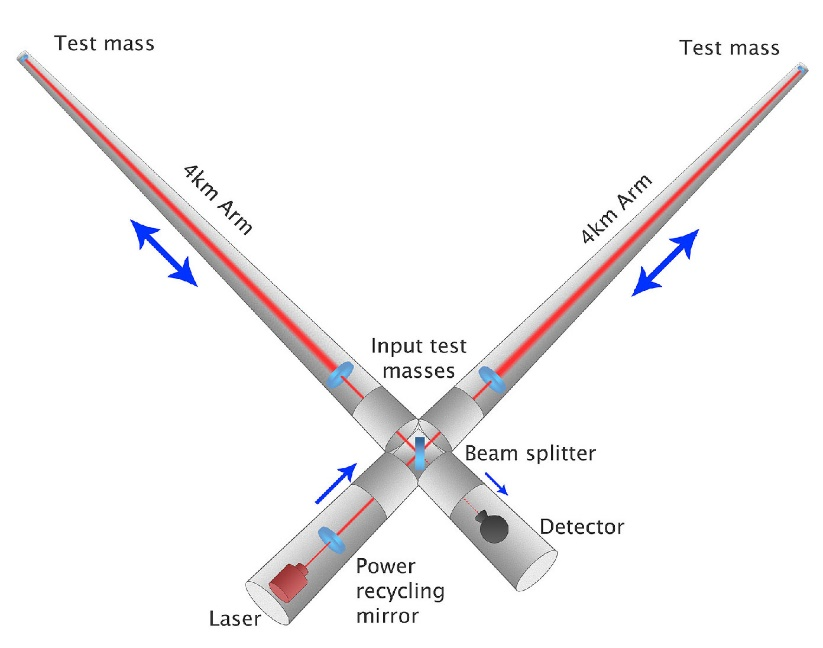 Test mass
Test mass
4km Arm
4km Arm
Input test
masses
Beam splitter
Detector
Power
recycling
mirror
Laser